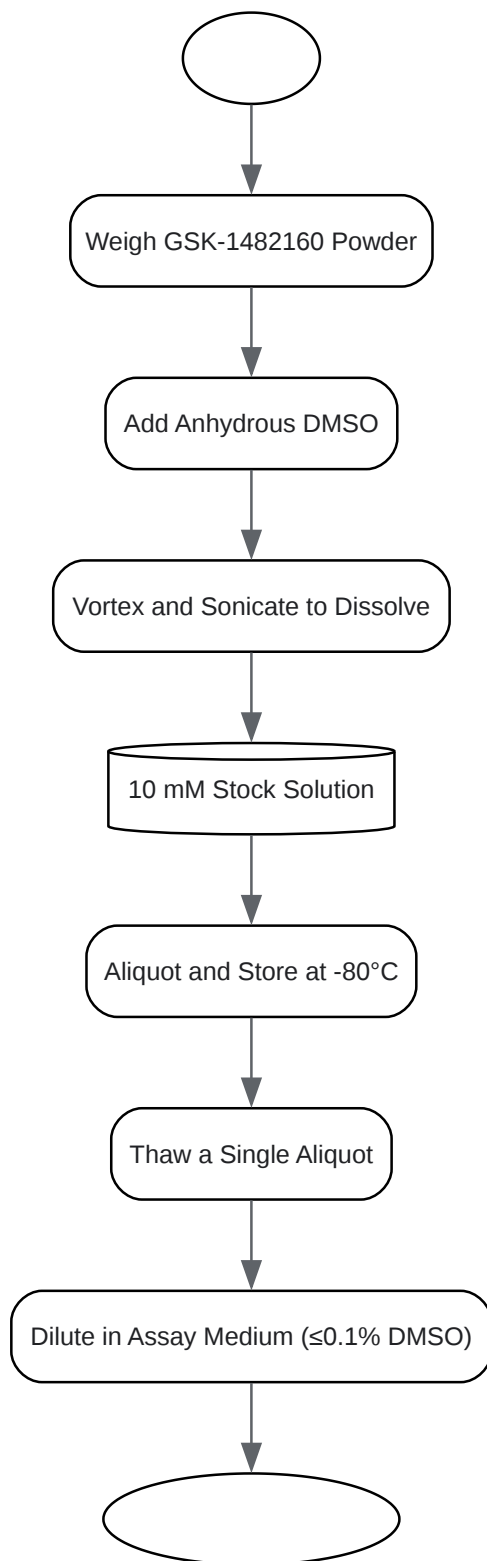 Weigh GSK-1482160 Powder
Add Anhydrous DMSO
Vortex and Sonicate to Dissolve
10 mM Stock Solution
Aliquot and Store at -80°C
Thaw a Single Aliquot
Dilute in Assay Medium (≤0.1% DMSO)